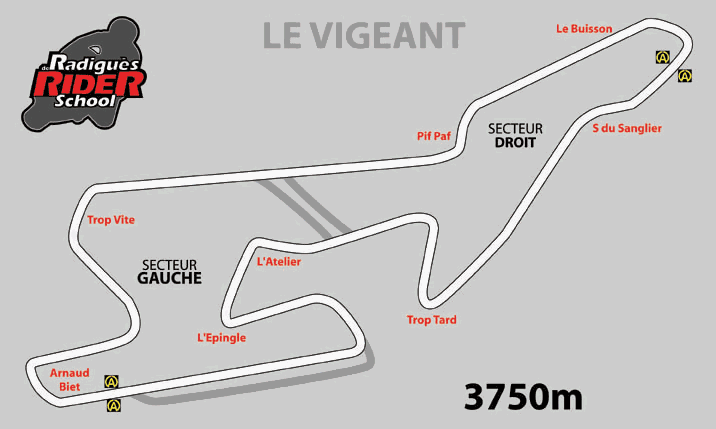 LE VIGEANT
de Radiguès
RIDER
School
Le Buisson
A
A
Pif Paf
SECTEUR
DROIT
S du Sanglier
Trop Vite
SECTEUR
GAUCHE
L'Atelier
Trop Tard
L'Epingle
Arnaud
Biet
A
A
3750m